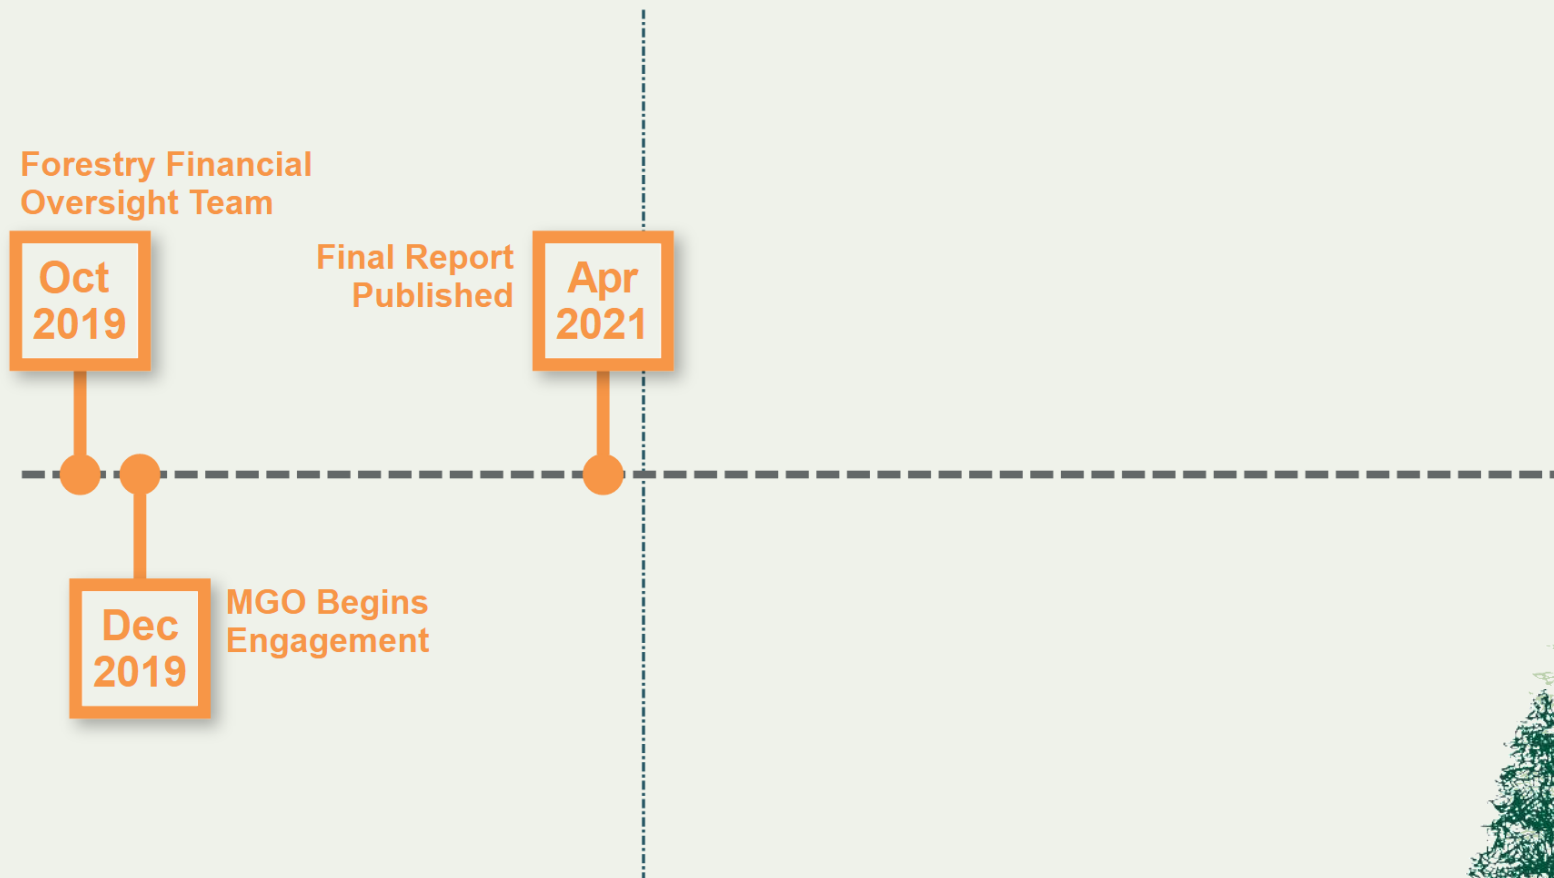 Forestry Financial
Oversight Team
Oct
2019
Final Report
Published
Apr
2021
Dec
2019
MGO Begins
Engagement